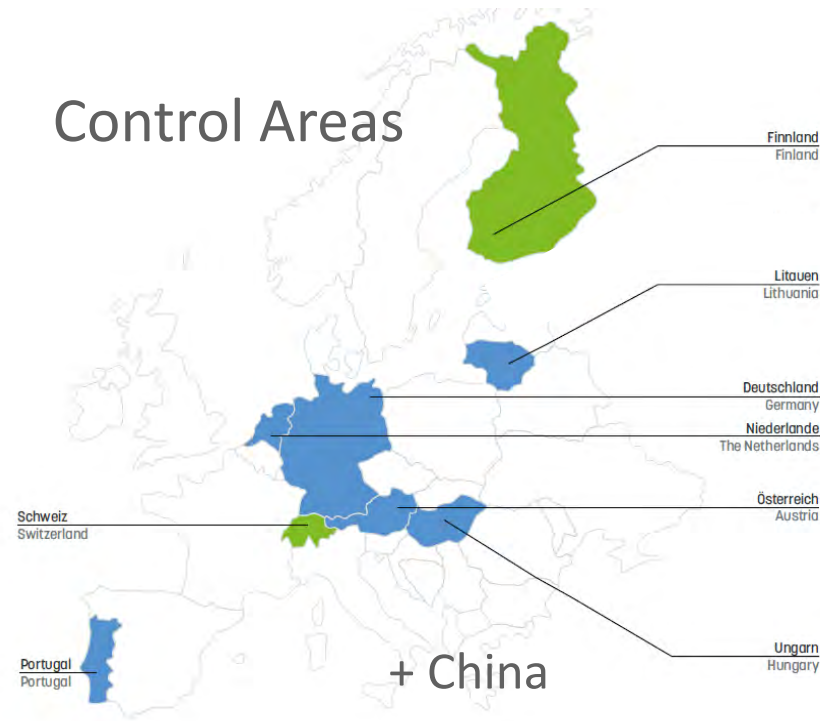 Control Areas
Finnland
Finland
Litauen
Lithuania
Deutschland
Germany
Niederlande
The Netherlands
Österreich
Austria
Schweiz
Switzerland
Ungarn
Hungary
Portugal
Portugal
+ China